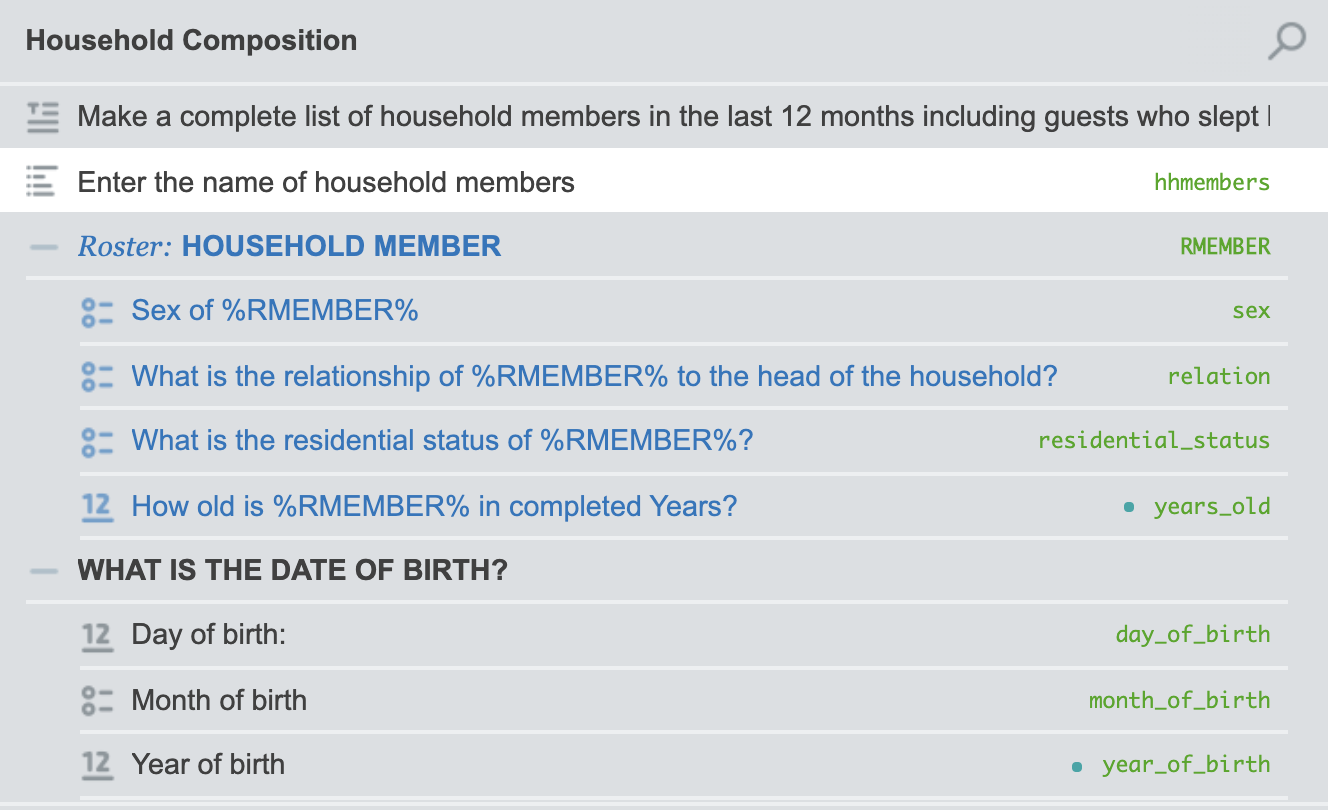 Household Composition
Make a complete list of household members in the last 12 months including guests who slept
Enter the name of household members hhmembers
Roster: HOUSEHOLD MEMBER RMEMBER
Sex of %RMEMBER% sex
What is the relationship of %RMEMBER% to the head of the household? relation
What is the residential status of %RMEMBER%? residential_status
12 How old is %RMEMBER% in completed Years? years_old
WHAT IS THE DATE OF BIRTH?
12 Day of birth: day_of_birth
Month of birth month_of_birth
12 Year of birth year_of_birth